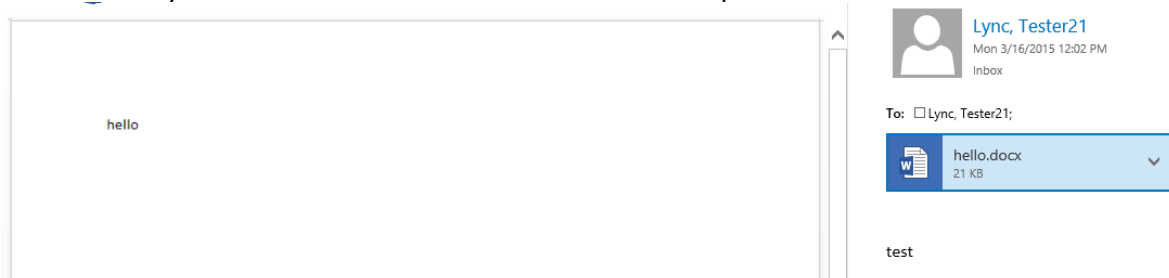 hello
Lync, Tester21
Mon 3/16/2015 12:02 PM
Inbox
To: Lync, Tester21;
W
hello.docx
21 KB
test